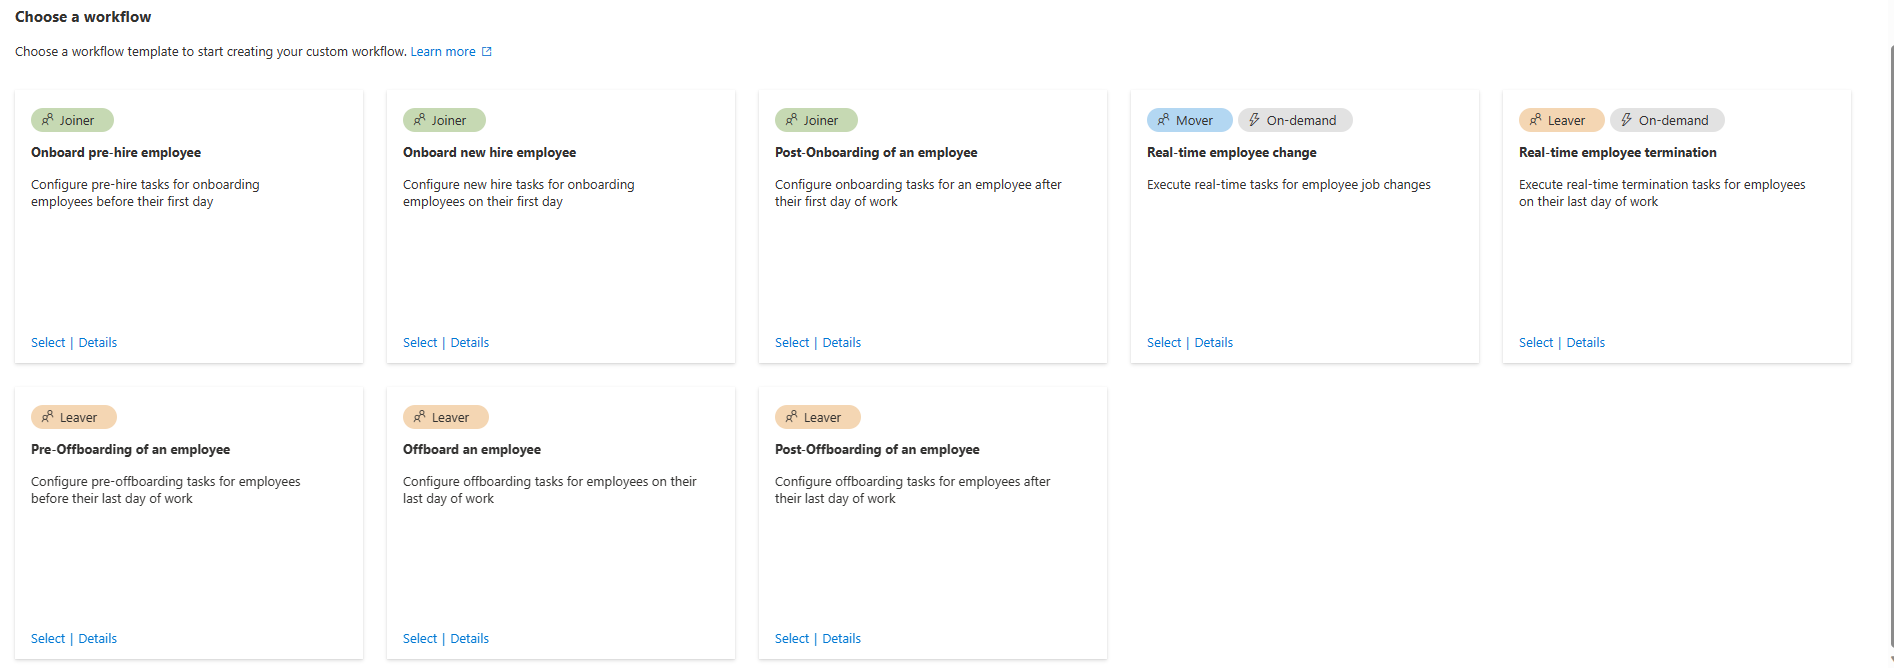 Choose a workflow
Choose a workflow template to start creating your custom workflow. Learn more
Joiner
Onboard pre-hire employee
Configure pre-hire tasks for onboarding
employees before their first day
Select | Details
Joiner
Onboard new hire employee
Configure new hire tasks for onboarding
employees on their first day
Select | Details
Joiner
Post-Onboarding of an employee
Configure onboarding tasks for an employee after
their first day of work
Select | Details
Mover On-demand
Real-time employee change
Execute real-time tasks for employee job changes
Select | Details
Leaver On-demand
Real-time employee termination
Execute real-time termination tasks for employees
on their last day of work
Select | Details
Leaver
Pre-Offboarding of an employee
Configure pre-offboarding tasks for employees
before their last day of work
Select | Details
Leaver
Offboard an employee
Configure offboarding tasks for employees on their
last day of work
Select | Details
Leaver
Post-Offboarding of an employee
Configure offboarding tasks for employees after
their last day of work
Select | Details